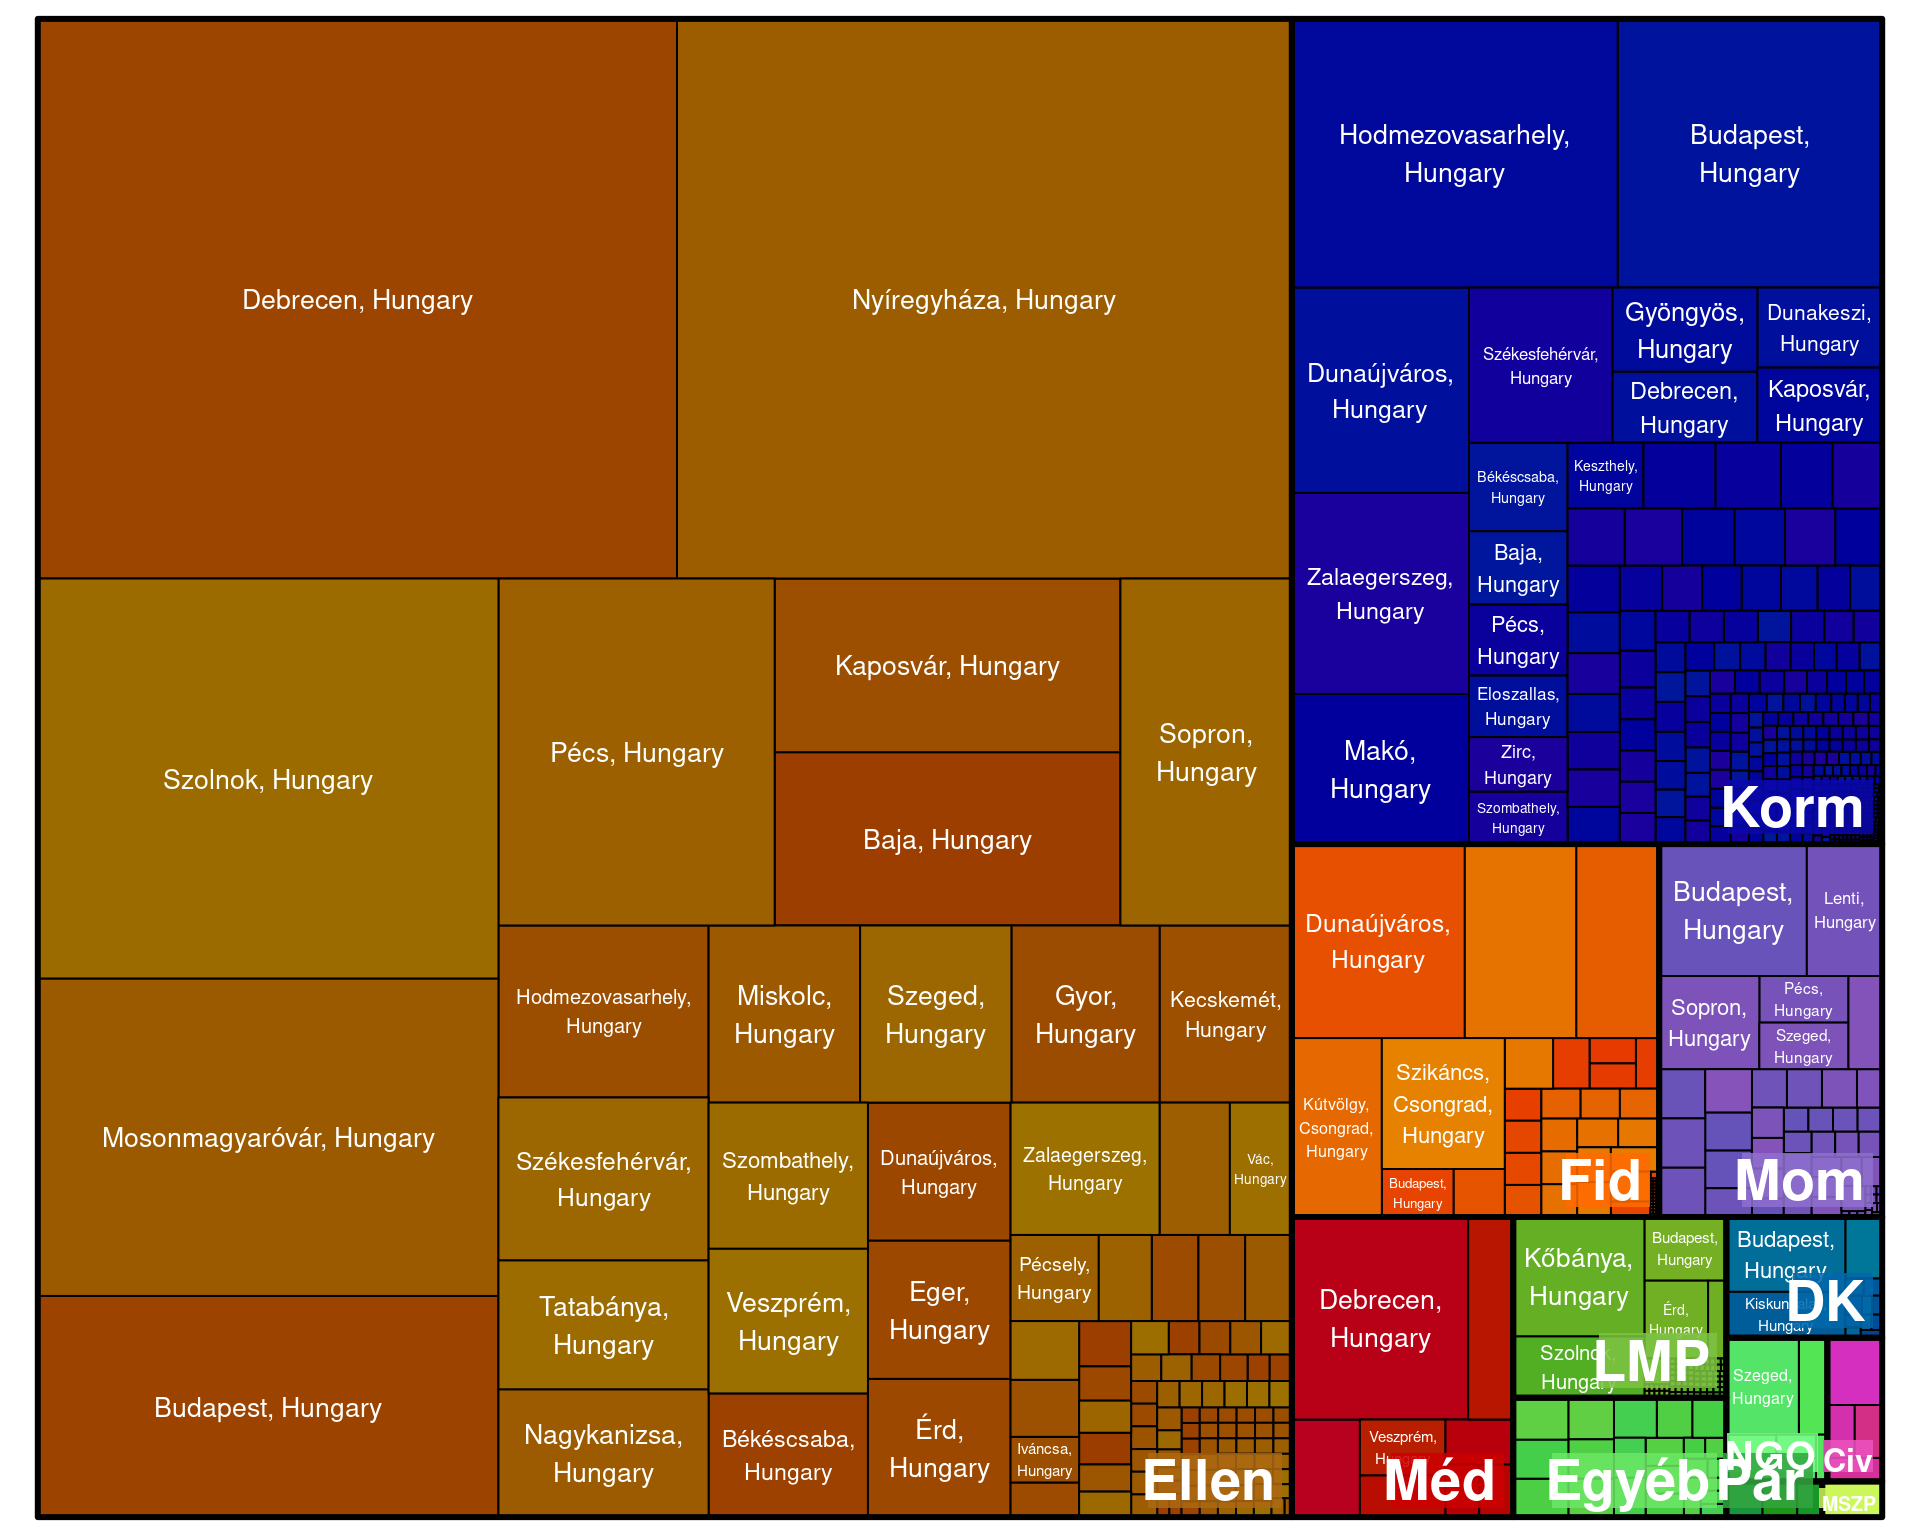 Debrecen, Hungary
Nyíregyháza, Hungary
Szolnok, Hungary
Mosonmagyaróvár, Hungary
Budapest, Hungary
Pécs, Hungary
Kaposvár, Hungary
Baja, Hungary
Sopron,
Hungary
Hodmezovasarhely,
Hungary
Miskolc,
Hungary
Szeged,
Hungary
Gyor,
Hungary
Kecskemét,
Hungary
Székesfehérvár,
Hungary
Tatabánya,
Hungary
Nagykanizsa,
Hungary
Szombathely,
Hungary
Veszprém,
Hungary
Békéscsaba,
Hungary
Dunaújváros,
Hungary
Eger,
Hungary
Érd,
Hungary
Zalaegerszeg,
Hungary
Vác,
Hungary
Pécsely,
Hungary
Iváncsa,
Hungary
Ellen
Hodmezovasarhely,
Hungary
Budapest,
Hungary
Dunaújváros,
Hungary
Zalaegerszeg,
Hungary
Makó,
Hungary
Székesfehérvár,
Hungary
Gyöngyös,
Hungary
Debrecen,
Hungary
Dunakeszi,
Hungary
Kaposvár,
Hungary
Békéscsaba,
Hungary
Baja,
Hungary
Pécs,
Hungary
Eloszallas,
Hungary
Zirc,
Hungary
Szombathely,
Hungary
Keszthely,
Hungary
Korm
Dunaújváros,
Hungary
Kútvölgy,
Csongrad,
Hungary
Szikáncs,
Csongrad,
Hungary
Budapest,
Hungary
Fid
Budapest,
Hungary
Lenti,
Hungary
Sopron,
Hungary
Pécs,
Hungary
Szeged,
Hungary
Mom
Debrecen,
Hungary
Veszprém,
Méd
Kőbánya,
Hungary
Budapest,
Hungary
Érd,
Hungary
Szolnok,
Hungary
LMP
Budapest,
Hungary
Hungary
DK
Egyéb
Szeged,
Hungary
NGO
Pár
Civ
MSZP